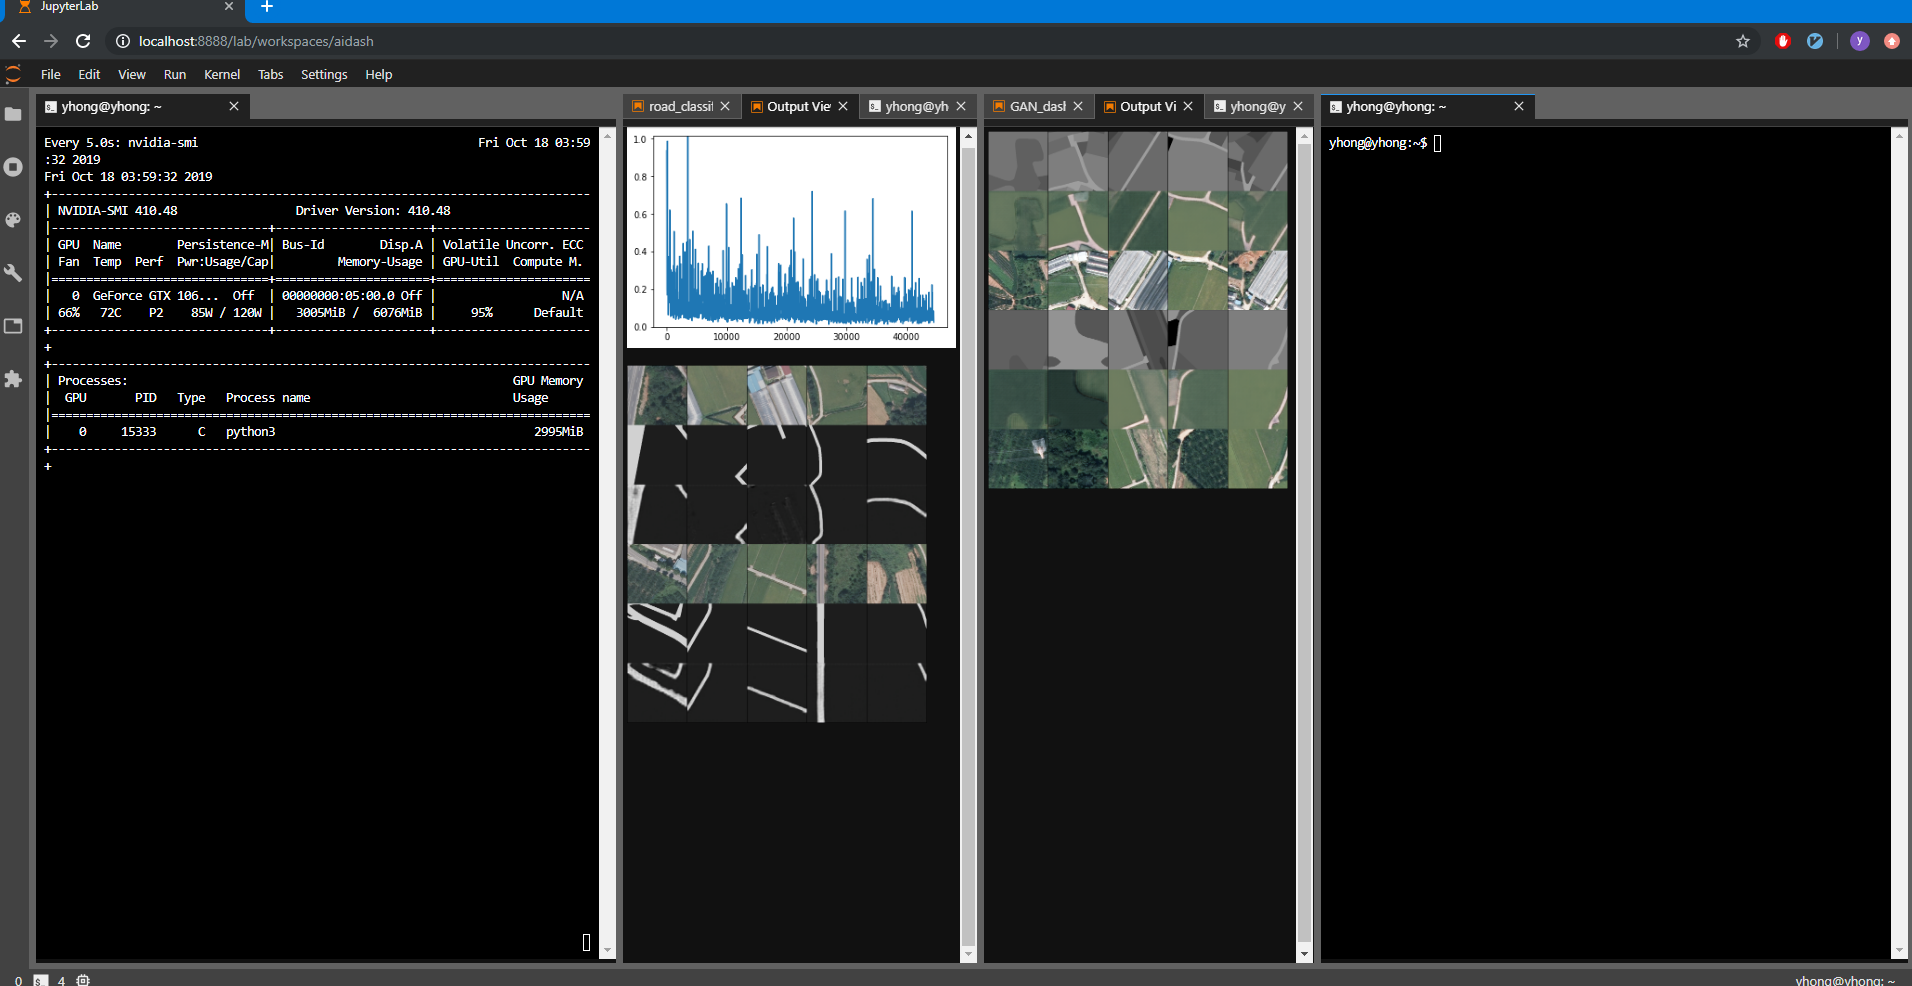 JupyterLab
localhost:8888/lab/workspaces/aidash
y
File Edit View Run Kernel Tabs Settings Help
yhong@yhong: ~
Every 5.0s: nvidia-smi Fri Oct 18 03:59
:32 2019
Fri Oct 18 03:59:32 2019
NVIDIA-SMI 410.48 Driver Version: 410.48
GPU Name Persistence-M| Bus-Id Disp.A | Volatile Uncorr. ECC
Fan Temp Perf Pwr:Usage/Cap| Memory-Usage | GPU-Util Compute M.
0 GeForce GTX 106... Off | 00000000:05:00.0 Off | N/A
66% 72C P2 85W / 120W | 3005MiB / 6076MiB | 95% Default
Processes: GPU Memory
GPU PID Type Process name Usage
0 15333 C python3 2995MiB
road_classif
Output Vie
yhong@yh
1.0
0.8
0.6
0.4
0.2
0.0
0 10000 20000 30000 40000
GAN_dasl
Output Vi
yhong@y
yhong@yhong: ~
yhong@yhong:~$
0 4
yhong@yhong: ~